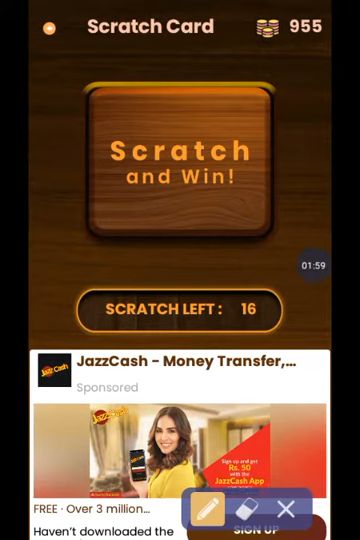 Scratch Card
955
Scratch
and Win!
01:59
SCRATCH LEFT : 16
JazzCash
JazzCash - Money Transfer,...
Sponsored
JazzCash
Sign up and get
Rs. 50
with the
JazzCash App
FREE · Over 3 million...
Haven't downloaded the
SIGN UP